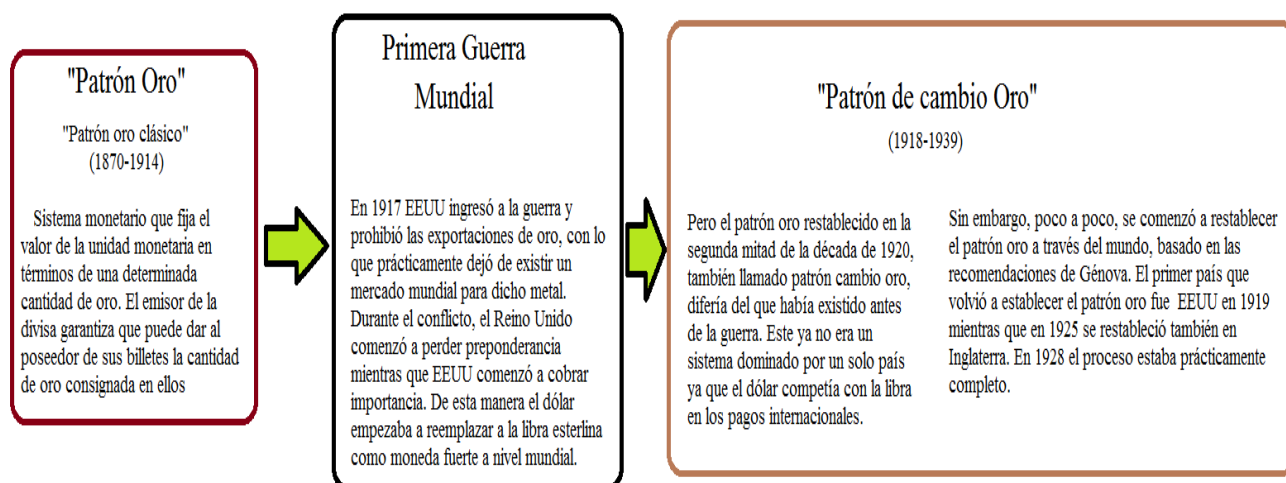 "Patrón Oro"
"Patrón oro clásico"
(1870-1914)
Sistema monetario que fija el
valor de la unidad monetaria en
términos de una determinada
cantidad de oro. El emisor de la
divisa garantiza que puede dar al
poseedor de sus billetes la cantidad
de oro consignada en ellos
Primera Guerra
Mundial
En 1917 EEUU ingresó a la guerra y
prohibió las exportaciones de oro, con lo
que prácticamente dejó de existir un
mercado mundial para dicho metal.
Durante el conflicto, el Reino Unido
comenzó a perder preponderancia
mientras que EEUU comenzó a cobrar
importancia. De esta manera el dólar
empezaba a reemplazar a la libra esterlina
como moneda fuerte a nivel mundial.
"Patrón de cambio Oro"
(1918-1939)
Pero el patrón oro restablecido en la
segunda mitad de la década de 1920,
también llamado patrón cambio oro,
difería del que había existido antes
de la guerra. Este ya no era un
sistema dominado por un solo país
ya que el dólar competía con la libra
en los pagos internacionales.
Sin embargo, poco a poco, se comenzó a restablecer
el patrón oro a través del mundo, basado en las
recomendaciones de Génova. El primer país que
volvió a establecer el patrón oro fue EEUU en 1919
mientras que en 1925 se restableció también en
Inglaterra. En 1928 el proceso estaba prácticamente
completo.